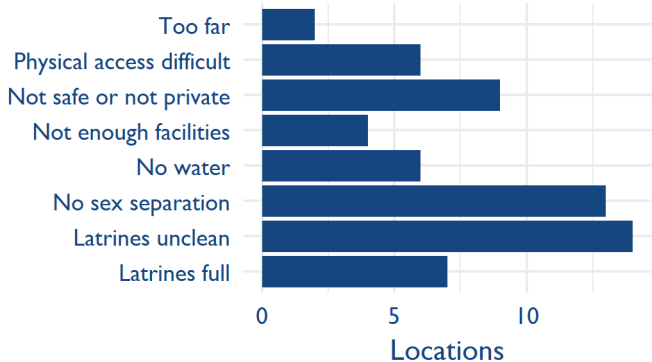 Too far
Physical access difficult
Not safe or not private
Not enough facilities
No water
No sex separation
Latrines unclean
Latrines full
0 5 10
Locations